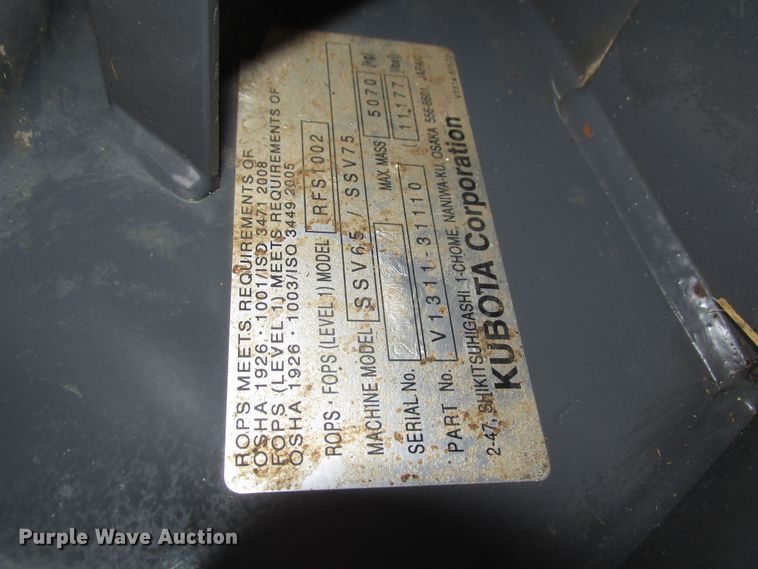 ROPS MEETS REQUIREMENTS OF
OSHA 1926 · 1001/ISO 3471 2008
FOPS (LEVEL 1) MEETS REQUIREMENTS OF
OSHA 1926 · 1003/ISO 3449 2005
ROPS · FOPS (LEVEL 1) MODEL RFS1002
MACHINE MODEL SSV65 / SSV75
SERIAL No. MAX. MASS 5070 (kg)
PART No. V1311-31110 11177 (lbs)
2-47, SHIKITSUHIGASHI 1-CHOME, NANIWA-KU, OSAKA 556-8601, JAPAN
KUBOTA Corporation
Purple Wave Auction